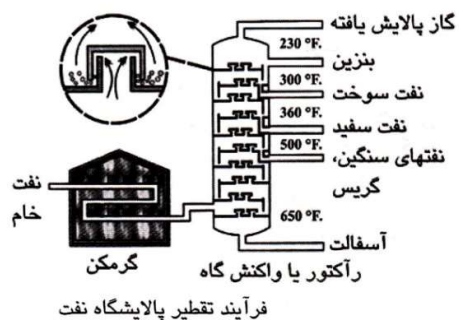 گاز پالایش یافته
230 °F.
بنزین
300 °F.
نفت سوخت
360 °F.
نفت سفید
500 °F.
نفتهای سنگین،
گریس
650 °F.
آسفالت
نفت
خام
گرمکن
رآکتور یا واکنش گاه
فرآیند تقطیر پالایشگاه نفت